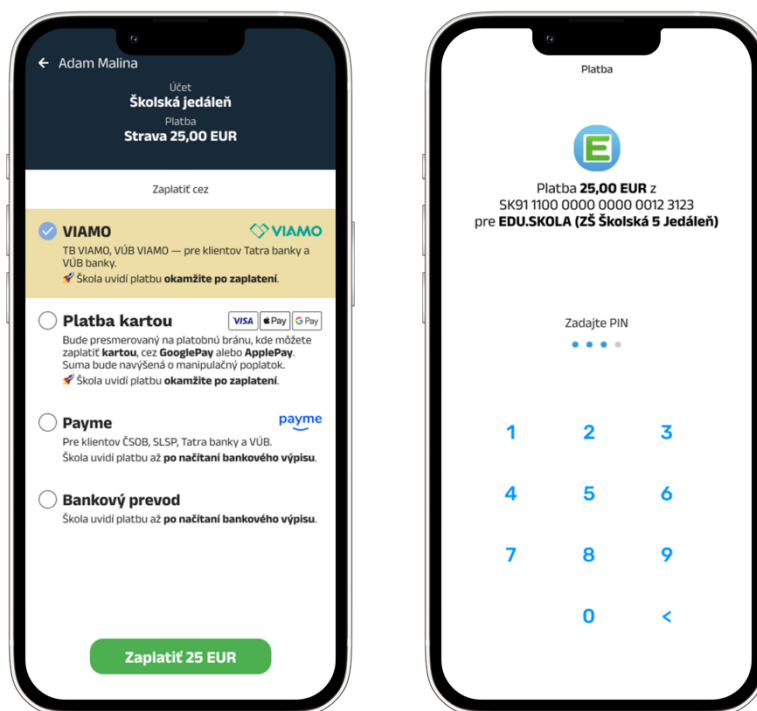 ← Adam Malina
Účet
Školská jedáleň
Platba
Strava 25,00 EUR
Zaplatiť cez
VIAMO
VIAMO
TB VIAMO, VÚB VIAMO — pre klientov Tatra banky a
VÚB banky.
🚀 Škola uvidí platbu okamžite po zaplatení.
Platba kartou
VISA Pay G Pay
Bude presmerovaný na platobnú bránu, kde môžete
zaplatiť kartou, cez GooglePay alebo ApplePay.
Suma bude navýšená o manipulačný poplatok.
🚀 Škola uvidí platbu okamžite po zaplatení.
Payme
payme
Pre klientov ČSOB, SLSP, Tatra banky a VÚB.
Škola uvidí platbu až po načítaní bankového výpisu.
Bankový prevod
Škola uvidí platbu až po načítaní bankového výpisu.
Zaplatiť 25 EUR
Platba
E
Platba 25,00 EUR z
SK91 1100 0000 0000 0012 3123
pre EDU.SKOLA (ZŠ Školská 5 Jedáleň)
Zadajte PIN
1 2 3
4 5 6
7 8 9
0 <